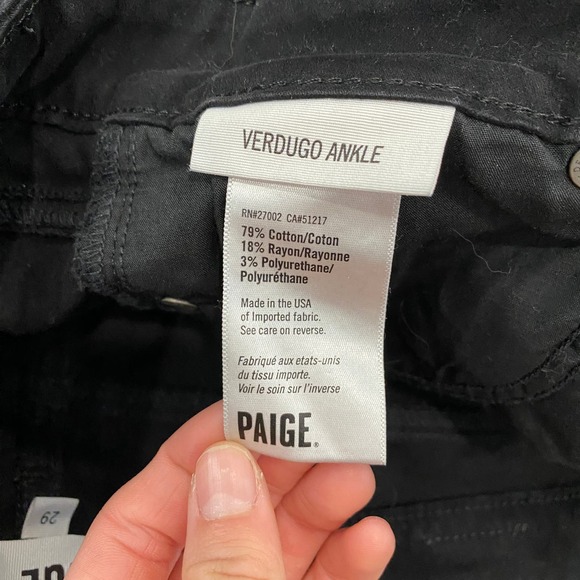 VERDUGO ANKLE
RN#27002 CA#51217
79% Cotton/Coton
18% Rayon/Rayonne
3% Polyurethane/
Polyuréthane
Made in the USA
of Imported fabric.
See care on reverse.
Fabriqué aux etats-unis
du tissu importe.
Voir le soin sur l'inverse
PAIGE®
29